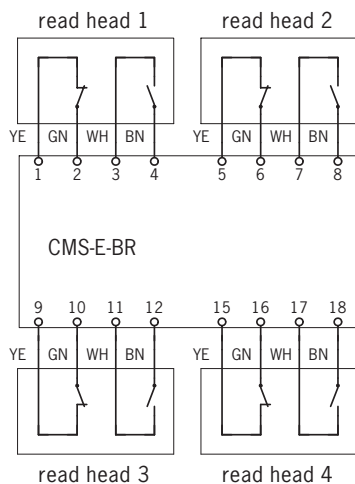 read head 1 read head 2
YE GN WH BN YE GN WH BN
1 2 3 4 5 6 7 8
CMS-E-BR
9 10 11 12 15 16 17 18
YE GN WH BN YE GN WH BN
read head 3 read head 4